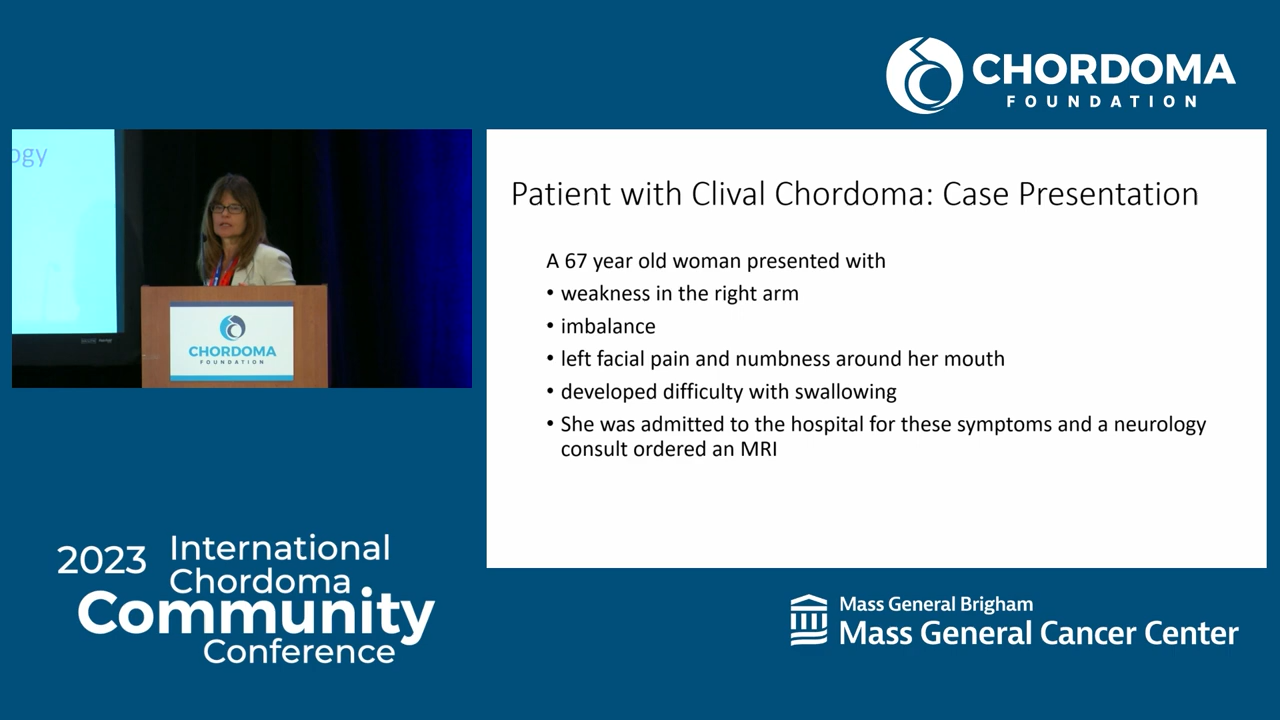 CHORDOMA
FOUNDATION
ogy
CHORDOMA
FOUNDATION
Patient with Clival Chordoma: Case Presentation
A 67 year old woman presented with
• weakness in the right arm
• imbalance
• left facial pain and numbness around her mouth
• developed difficulty with swallowing
• She was admitted to the hospital for these symptoms and a neurology
consult ordered an MRI
2023 International
Chordoma
Community
Conference
Mass General Brigham
Mass General Cancer Center